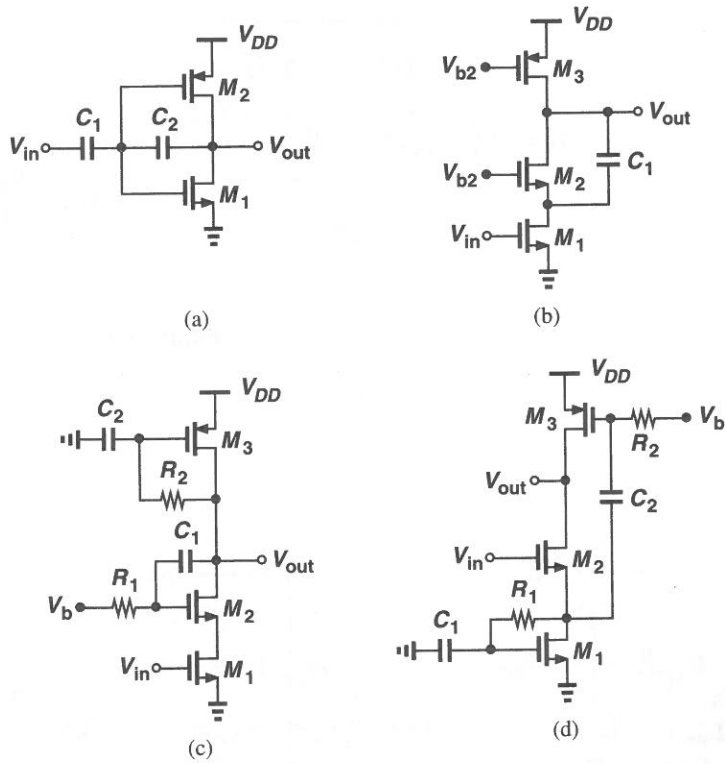 V_DD
M_2
C_1
C_2
V_in
V_out
M_1
(a)
V_DD
V_b2
M_3
V_out
V_b2
M_2
C_1
V_in
M_1
(b)
V_DD
C_2
M_3
R_2
C_1
V_out
V_b
R_1
M_2
V_in
M_1
(c)
V_DD
M_3
R_2
V_b
V_out
C_2
V_in
M_2
R_1
C_1
M_1
(d)